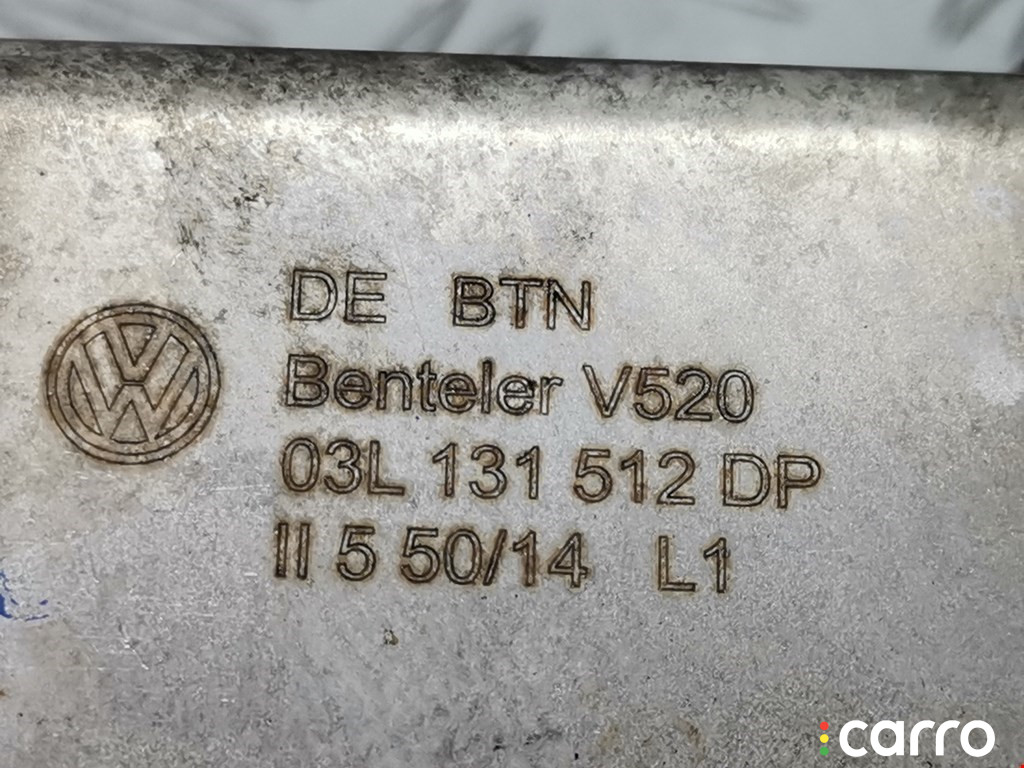 DE BTN
Benteler V520
03L 131 512 DP
II 5 50/14 L1
carro